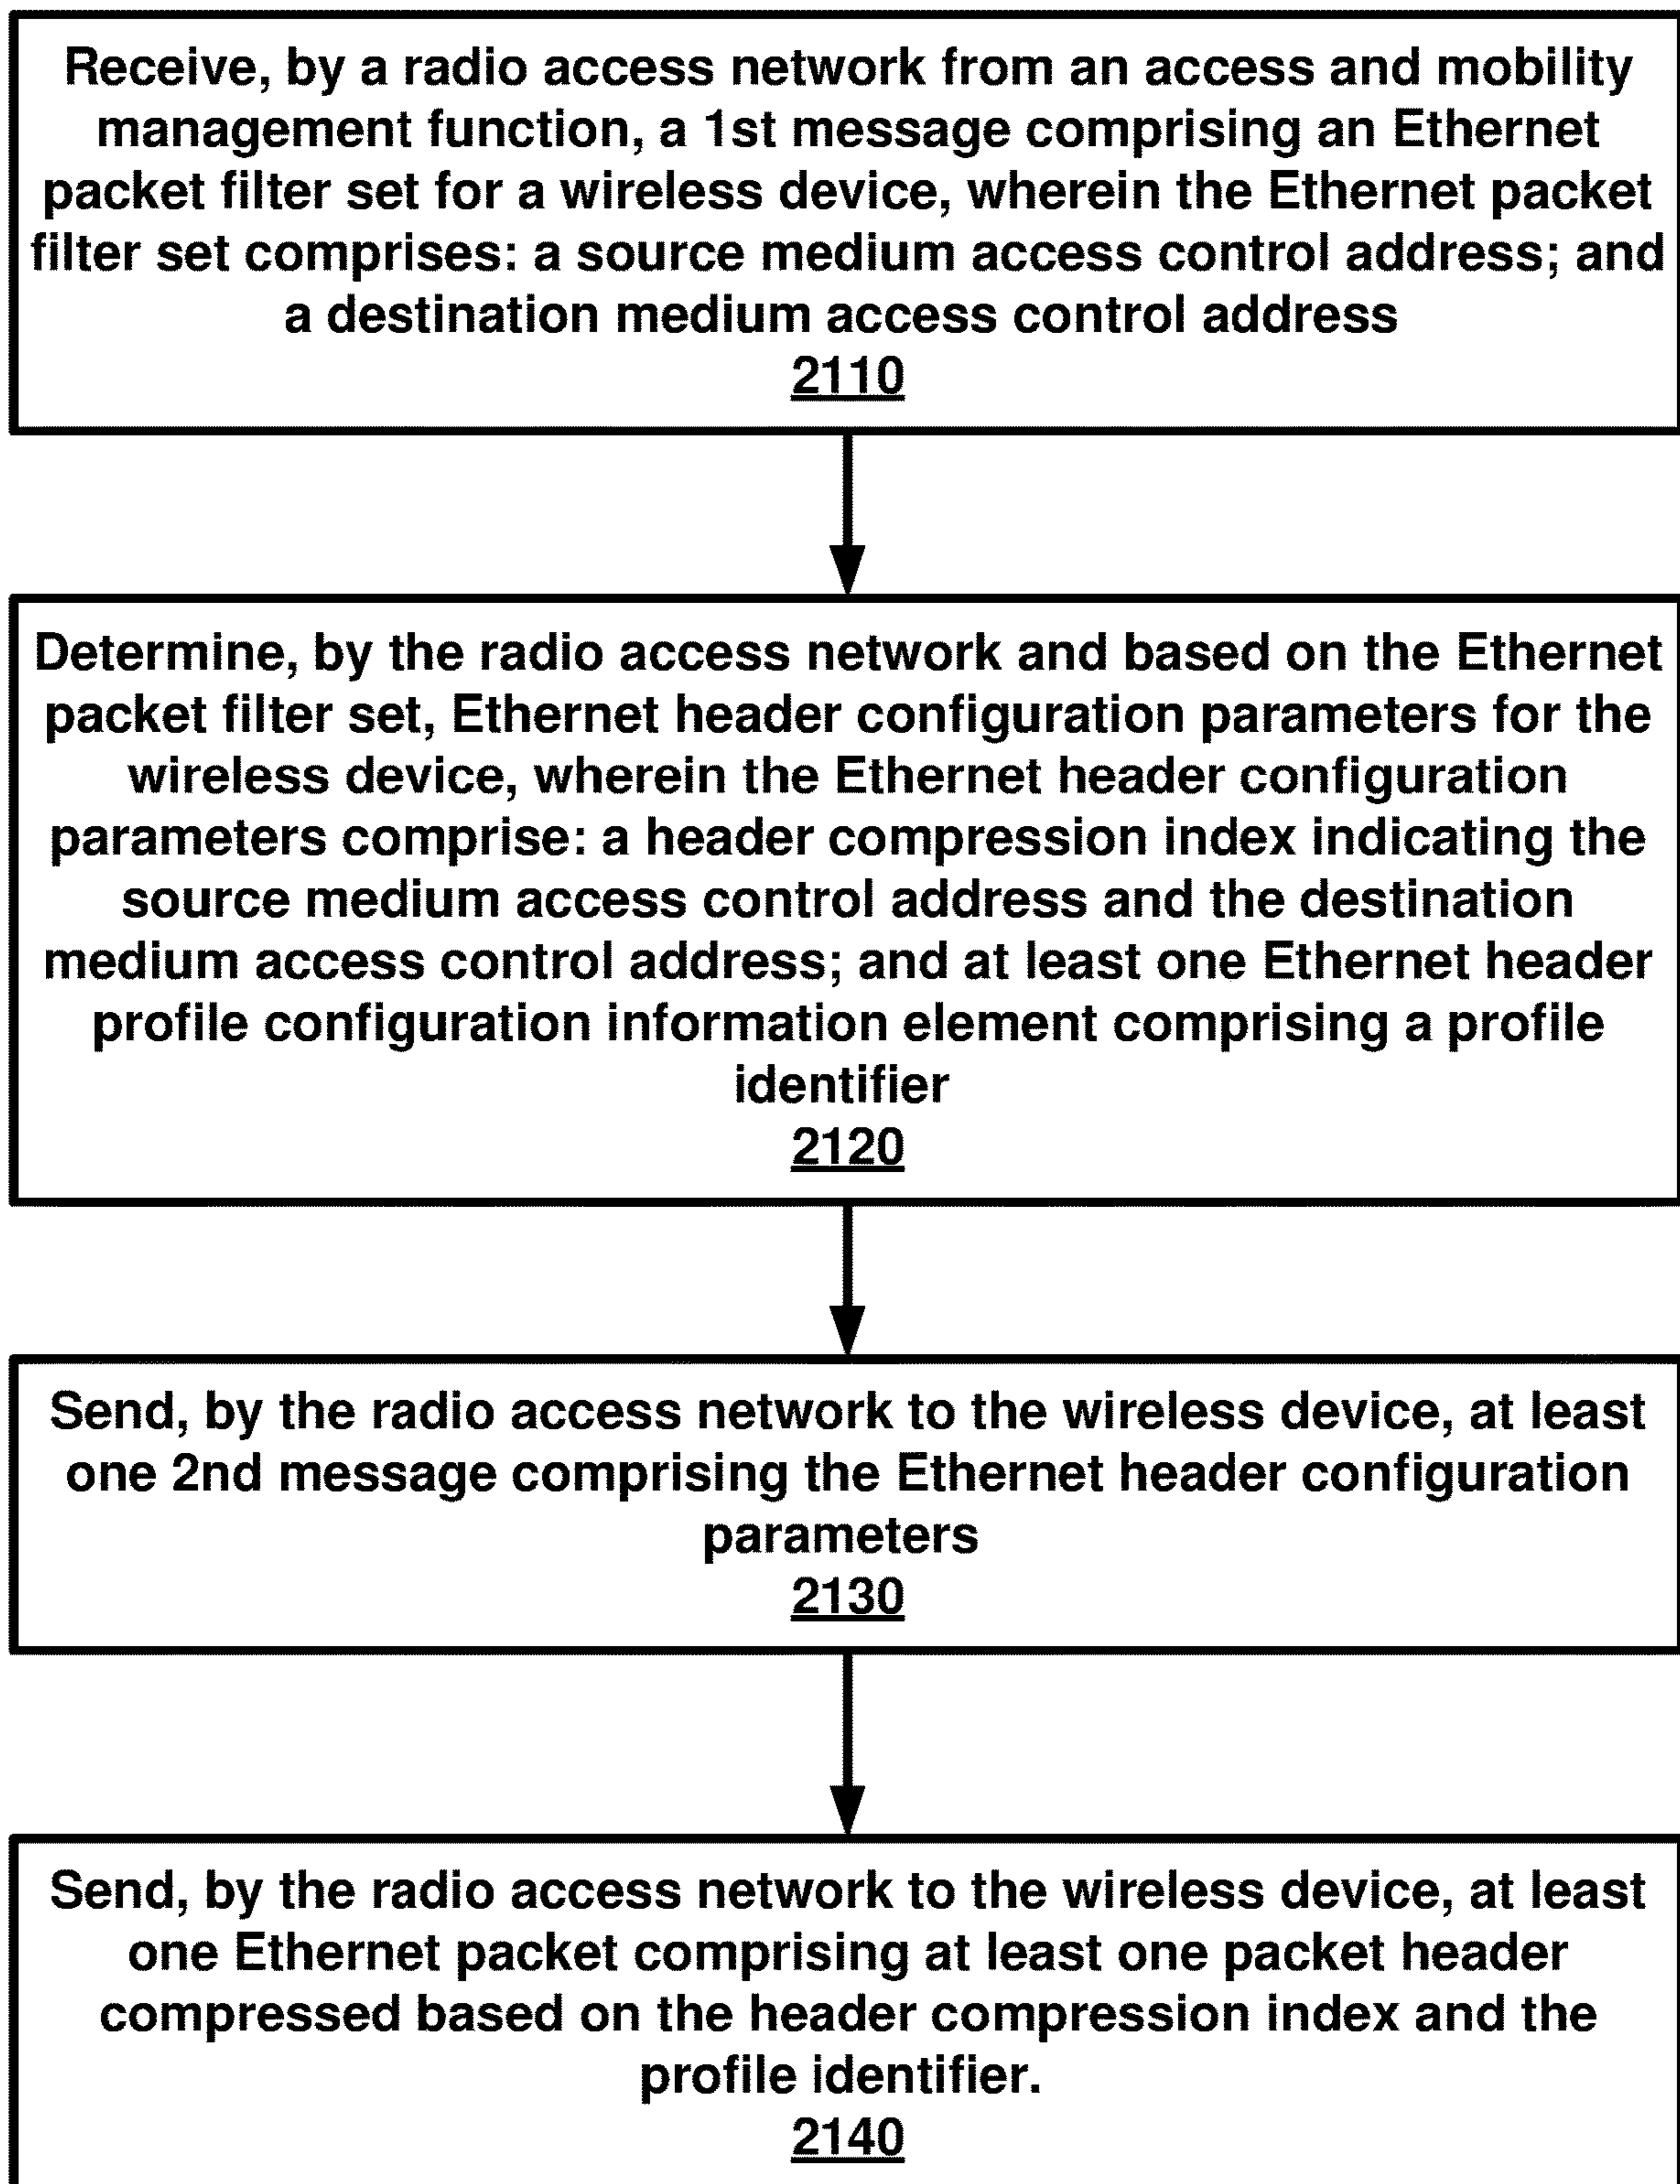 Receive, by a radio access network from an access and mobility
management function, a 1st message comprising an Ethernet
packet filter set for a wireless device, wherein the Ethernet packet
filter set comprises: a source medium access control address; and
a destination medium access control address
2110
Determine, by the radio access network and based on the Ethernet
packet filter set, Ethernet header configuration parameters for the
wireless device, wherein the Ethernet header configuration
parameters comprise: a header compression index indicating the
source medium access control address and the destination
medium access control address; and at least one Ethernet header
profile configuration information element comprising a profile
identifier
2120
Send, by the radio access network to the wireless device, at least
one 2nd message comprising the Ethernet header configuration
parameters
2130
Send, by the radio access network to the wireless device, at least
one Ethernet packet comprising at least one packet header
compressed based on the header compression index and the
profile identifier.
2140